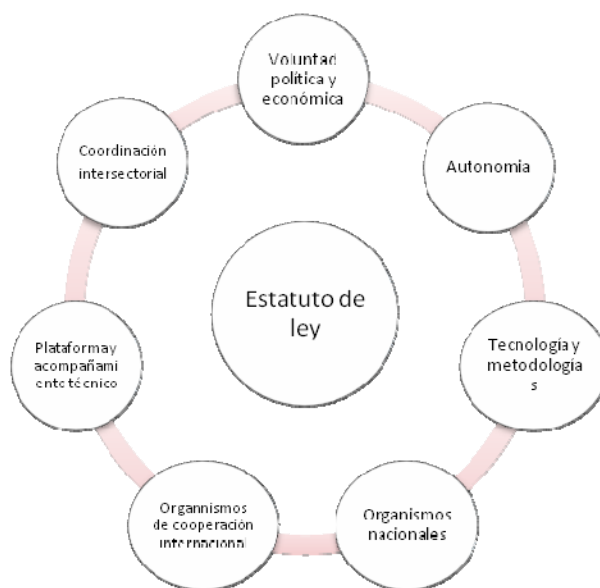 Voluntad
política y
económica
Coordinación
intersectorial
Autonomia
Estatuto de
ley
Plataforma y
acompañami
ento técnico
Tecnología y
metodología
s
Organnismos
de cooperación
internacional
Organismos
nacionales